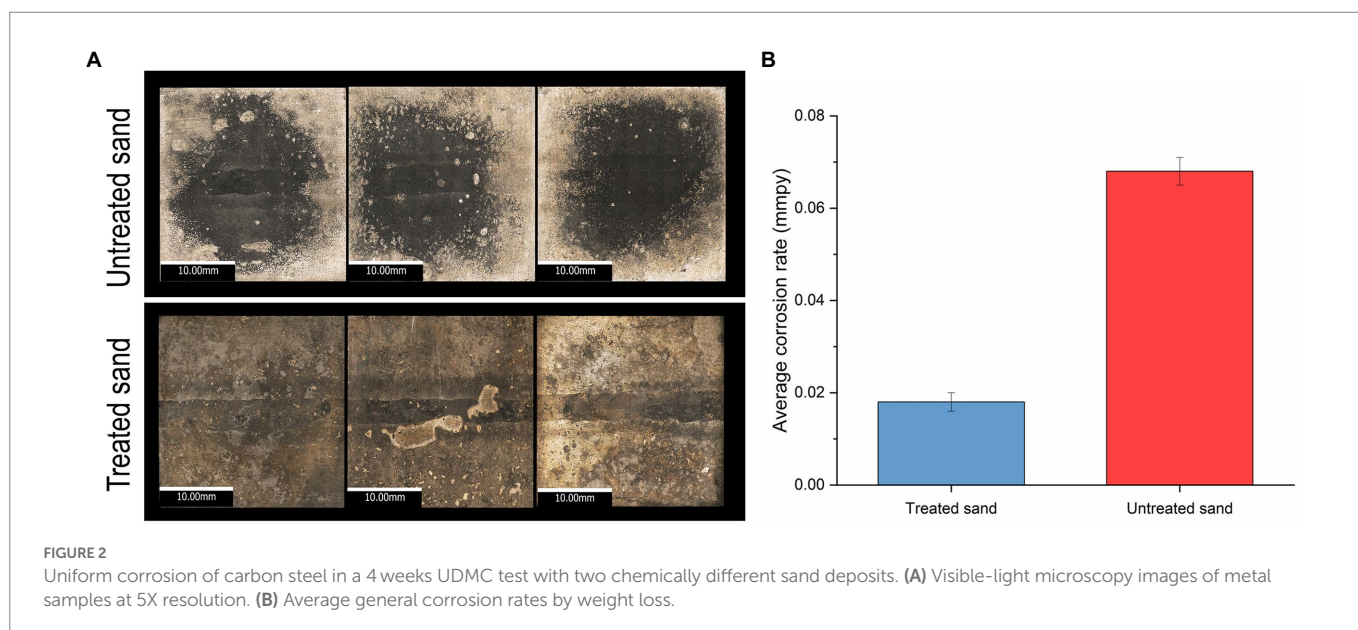 A
Untreated sand
10.00mm
10.00mm
10.00mm
Treated sand
10.00mm
10.00mm
10.00mm
B
Average corrosion rate (mmpy)
0.08
0.06
0.04
0.02
0.00
Treated sand
Untreated sand
FIGURE 2
Uniform corrosion of carbon steel in a 4 weeks UDMC test with two chemically different sand deposits. (A) Visible-light microscopy images of metal
samples at 5X resolution. (B) Average general corrosion rates by weight loss.